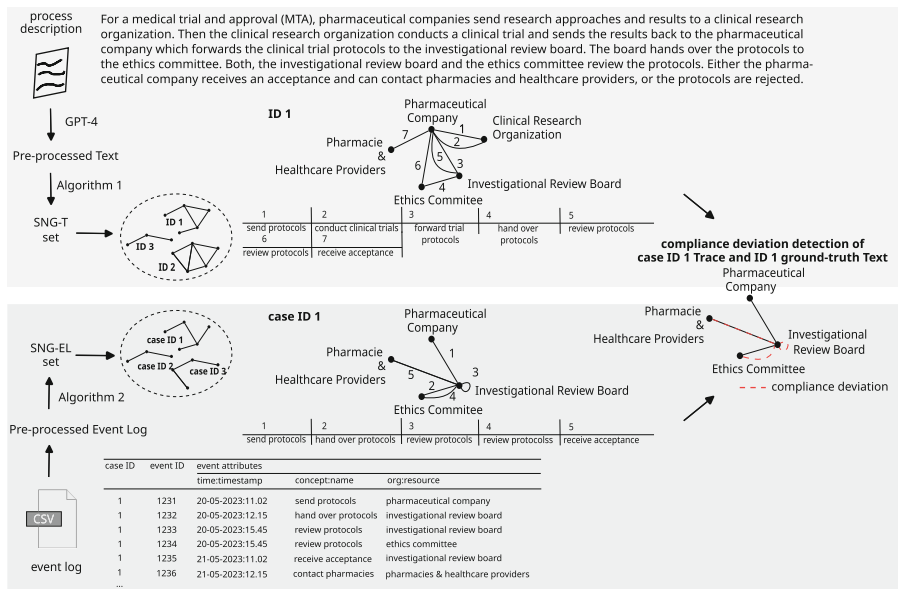 process
description
For a medical trial and approval (MTA), pharmaceutical companies send research approaches and results to a clinical research
organization. Then the clinical research organization conducts a clinical trial and sends the results back to the pharmaceutical
company which forwards the clinical trial protocols to the investigational review board. The board hands over the protocols to
the ethics committee. Both, the investigational review board and the ethics committee review the protocols. Either the pharma-
ceutical company receives an acceptance and can contact pharmacies and healthcare providers, or the protocols are rejected.
GPT-4
Pre-processed Text
Algorithm 1
SNG-T
set
ID 1
ID 3
ID 2
ID 1
Pharmaceutical
Company
Clinical Research
Organization
Pharmacie
&
Healthcare Providers
Investigational Review Board
Ethics Commitee
1
2
3
4
5
6
7
1 2 3 4 5
send protocols conduct clinical trials forward trial protocols hand over protocols review protocols
6 7
review protocols receive acceptance
compliance deviation detection of
case ID 1 Trace and ID 1 ground-truth Text
Pharmaceutical
Company
Pharmacie
&
Healthcare Providers
Investigational
Review Board
Ethics Committee
compliance deviation
SNG-EL
set
Algorithm 2
Pre-processed Event Log
case ID 1
case ID 2
case ID 3
case ID 1
Pharmaceutical
Company
Pharmacie
&
Healthcare Providers
Investigational Review Board
Ethics Commitee
1
2
3
4
5
1 2 3 4 5
send protocols hand over protocols review protocols review protocolss receive acceptance
CSV
event log
case ID event ID event attributes
time:timestamp concept:name org:resource
1 1231 20-05-2023:11.02 send protocols pharmaceutical company
1 1232 20-05-2023:12.15 hand over protocols investigational review board
1 1233 20-05-2023:15.45 review protocols investigational review board
1 1234 20-05-2023:15.45 review protocols ethics committee
1 1235 21-05-2023:11.02 receive acceptance investigational review board
1 1236 21-05-2023:12.15 contact pharmacies pharmacies & healthcare providers
...